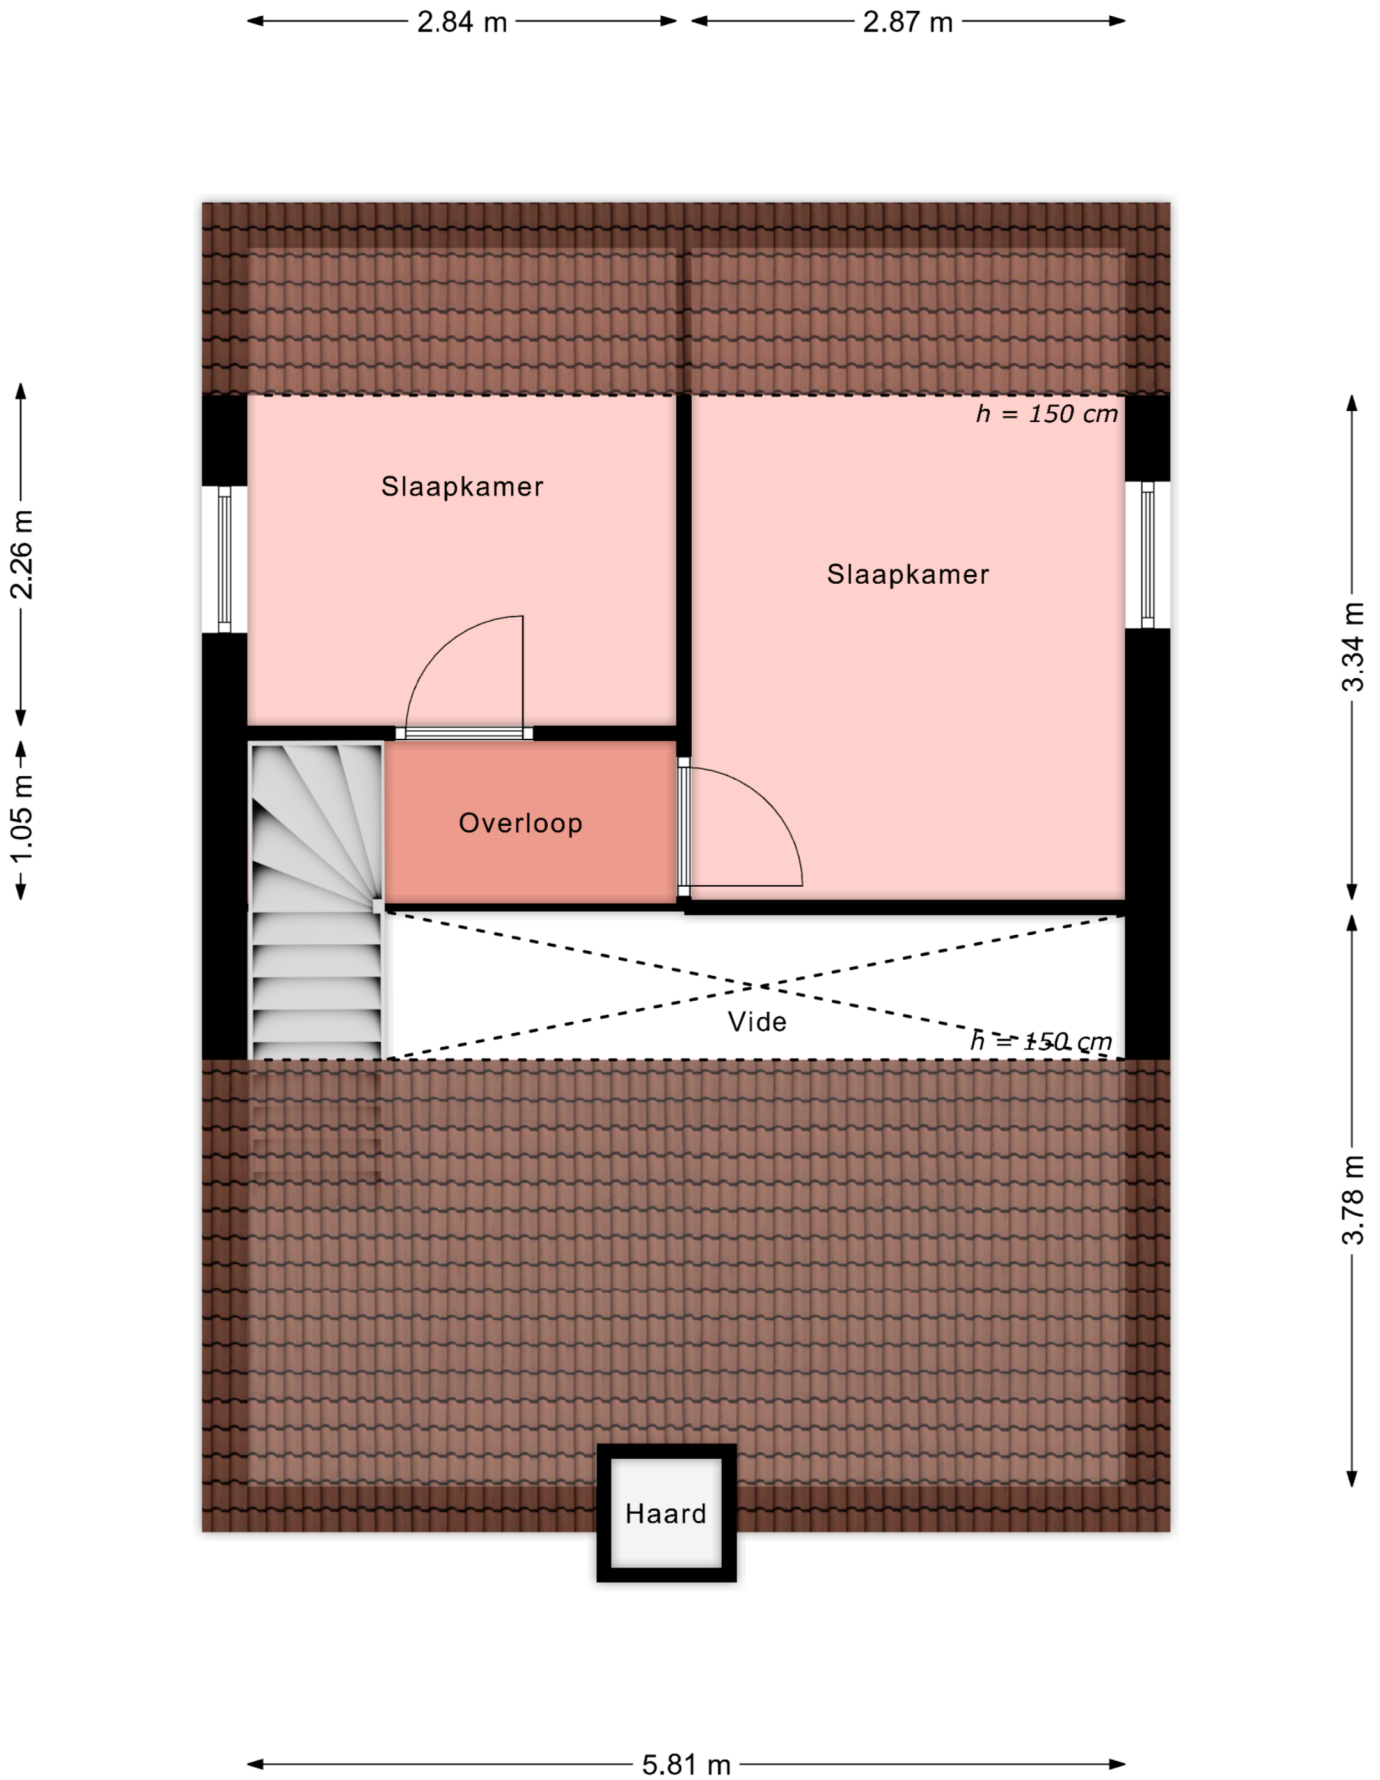 2.84 m
2.87 m
h = 150 cm
Slaapkamer
Slaapkamer
2.26 m
3.34 m
1.05 m
Overloop
Vide
h = 150 cm
3.78 m
Haard
5.81 m